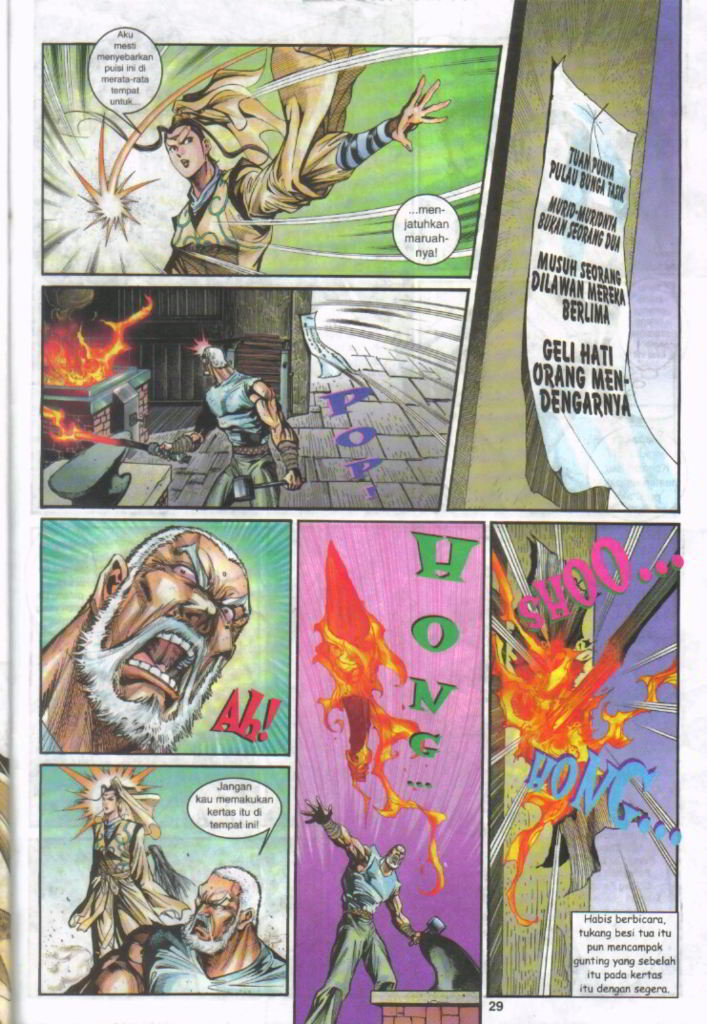 Aku
mesti
menyebarkan
puisi ini di
merata-rata
tempat
untuk...
...men-
jatuhkan
maruah-
nya!
TUAN PUNYA
PULAU BUNGA TASIK
MURID-MURIDNYA
BUKAN SEORANG DUA
MUSUH SEORANG
DILAWAN MEREKA
BERLIMA
GELI HATI
ORANG MEN-
DENGARNYA
POP!
Ah!
HONG...
SHOO...
HONG...
Jangan
kau memakukan
kertas itu di
tempat ini!
Habis berbicara,
tukang besi tua itu
pun mencampak
gunting yang sebelah
itu pada kertas
itu dengan segera.
29